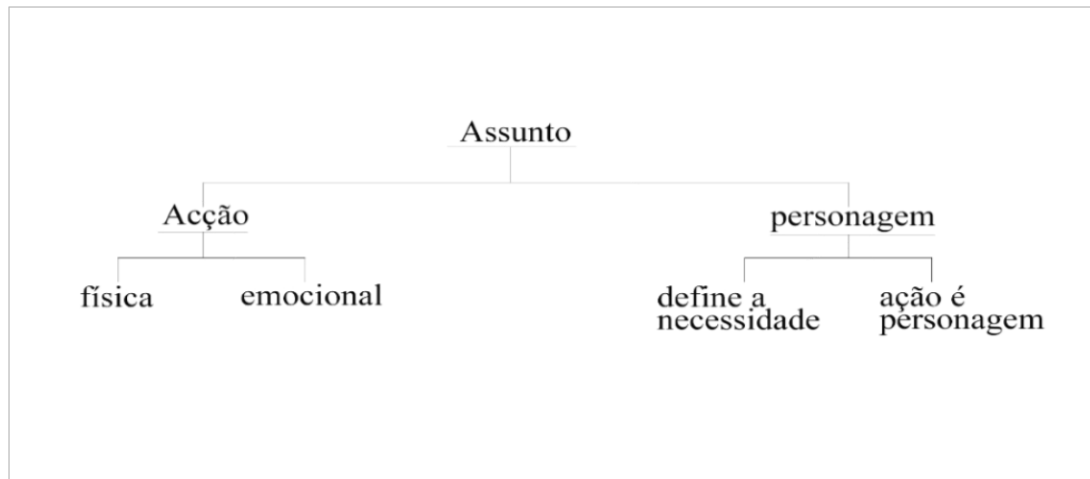 Assunto
Acção
personagem
física
emocional
define a
necessidade
ação é
personagem